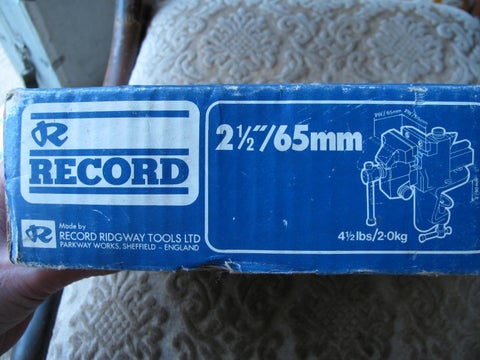 R
RECORD
R
Made by
RECORD RIDGWAY TOOLS LTD
PARKWAY WORKS, SHEFFIELD – ENGLAND
2½″/65mm
4½lbs/2·0kg